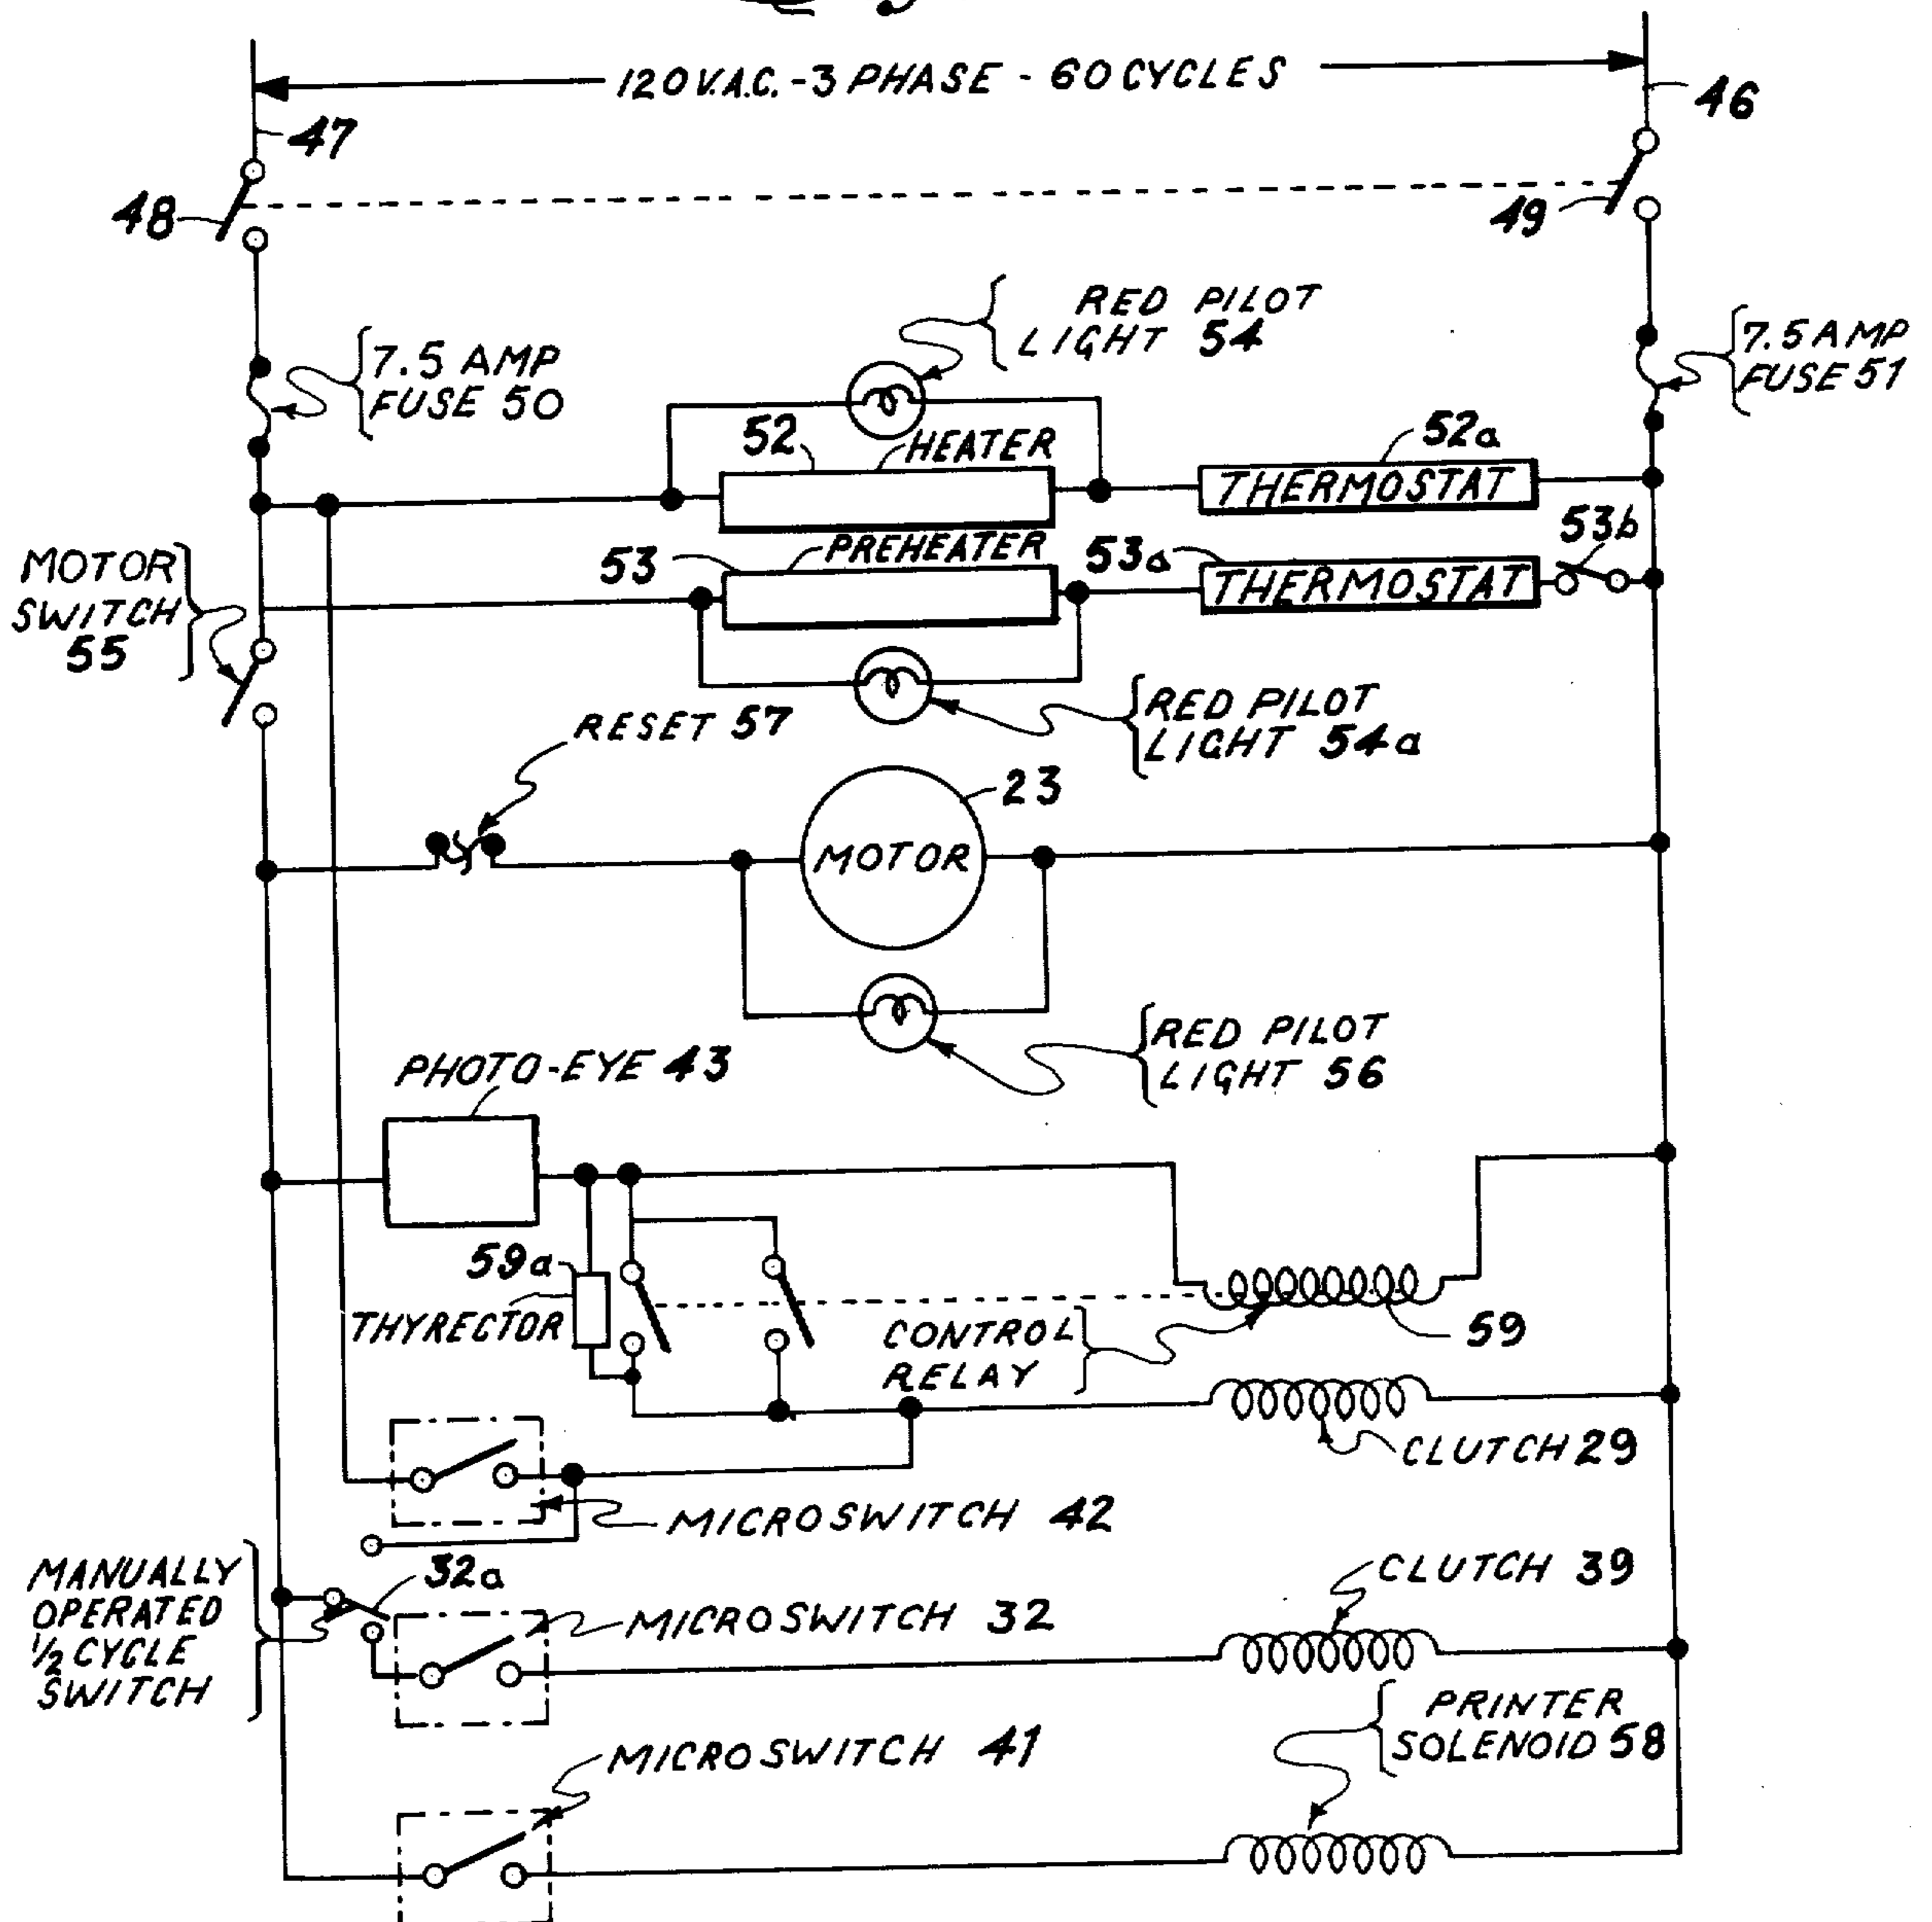 120V.A.C.-3 PHASE - 60 CYCLES
46
47
48
49
RED PILOT
LIGHT 54
7.5 AMP
FUSE 50
7.5 AMP
FUSE 51
52
HEATER
52a
THERMOSTAT
53b
MOTOR
SWITCH
55
53
PREHEATER
53a
THERMOSTAT
RED PILOT
LIGHT 54a
RESET 57
23
MOTOR
RED PILOT
LIGHT 56
PHOTO-EYE 43
59a
THYRECTOR
CONTROL
RELAY
59
CLUTCH 29
MICROSWITCH 42
MANUALLY
OPERATED
1/2 CYCLE
SWITCH
32a
CLUTCH 39
MICROSWITCH 32
PRINTER
SOLENOID 58
MICROSWITCH 41